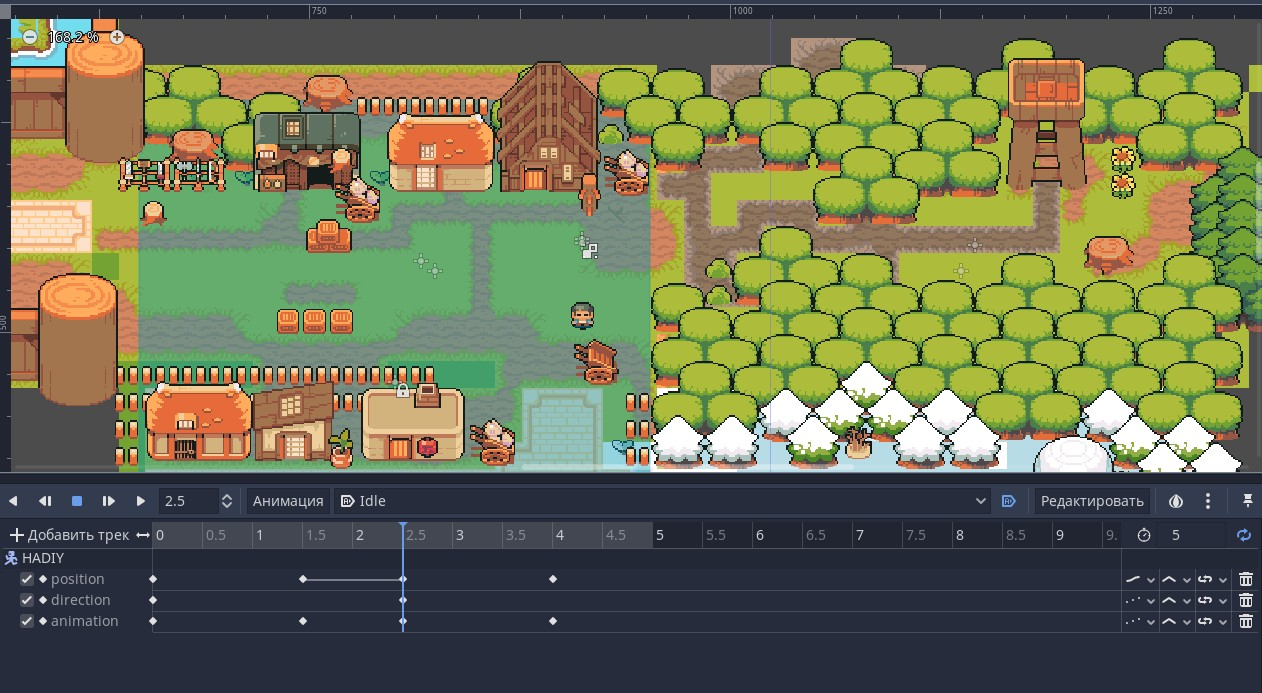 750
1000
1250
168.2 %
500
2.5
Анимация
Idle
Редактировать
Добавить трек
0 0.5 1 1.5 2 2.5 3 3.5 4 4.5 5 5.5 6 6.5 7 7.5 8 8.5 9 9.
5
HADIY
position
direction
animation